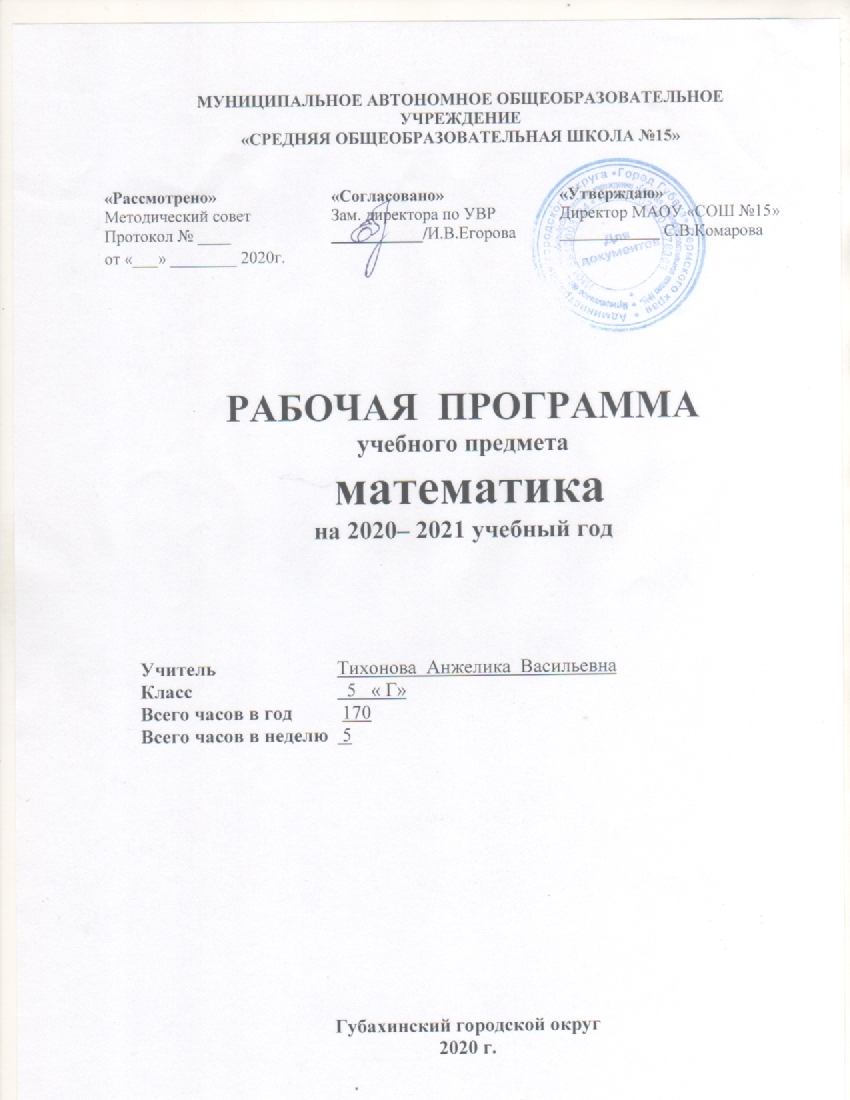 МУНИЦИПАЛЬНОЕ АВТОНОМНОЕ ОБЩЕОБРАЗОВАТЕЛЬНОЕ
УЧРЕЖДЕНИЕ
«СРЕДНЯЯ ОБЩЕОБРАЗОВАТЕЛЬНАЯ ШКОЛА №15»
«Рассмотрено»
Методический совет
Протокол № ____
от «___» ________ 2020г.
«Согласовано»
Зам. директора по УВР
___________/И.В.Егорова
«Утверждаю»
Директор МАОУ «СОШ №15»
____________ С.В.Комарова
Для
документов
РАБОЧАЯ ПРОГРАММА
учебного предмета
математика
на 2020– 2021 учебный год
Учитель Тихонова Анжелика Васильевна
Класс 5 « Г»
Всего часов в год 170
Всего часов в неделю 5
Губахинский городской округ
2020 г.